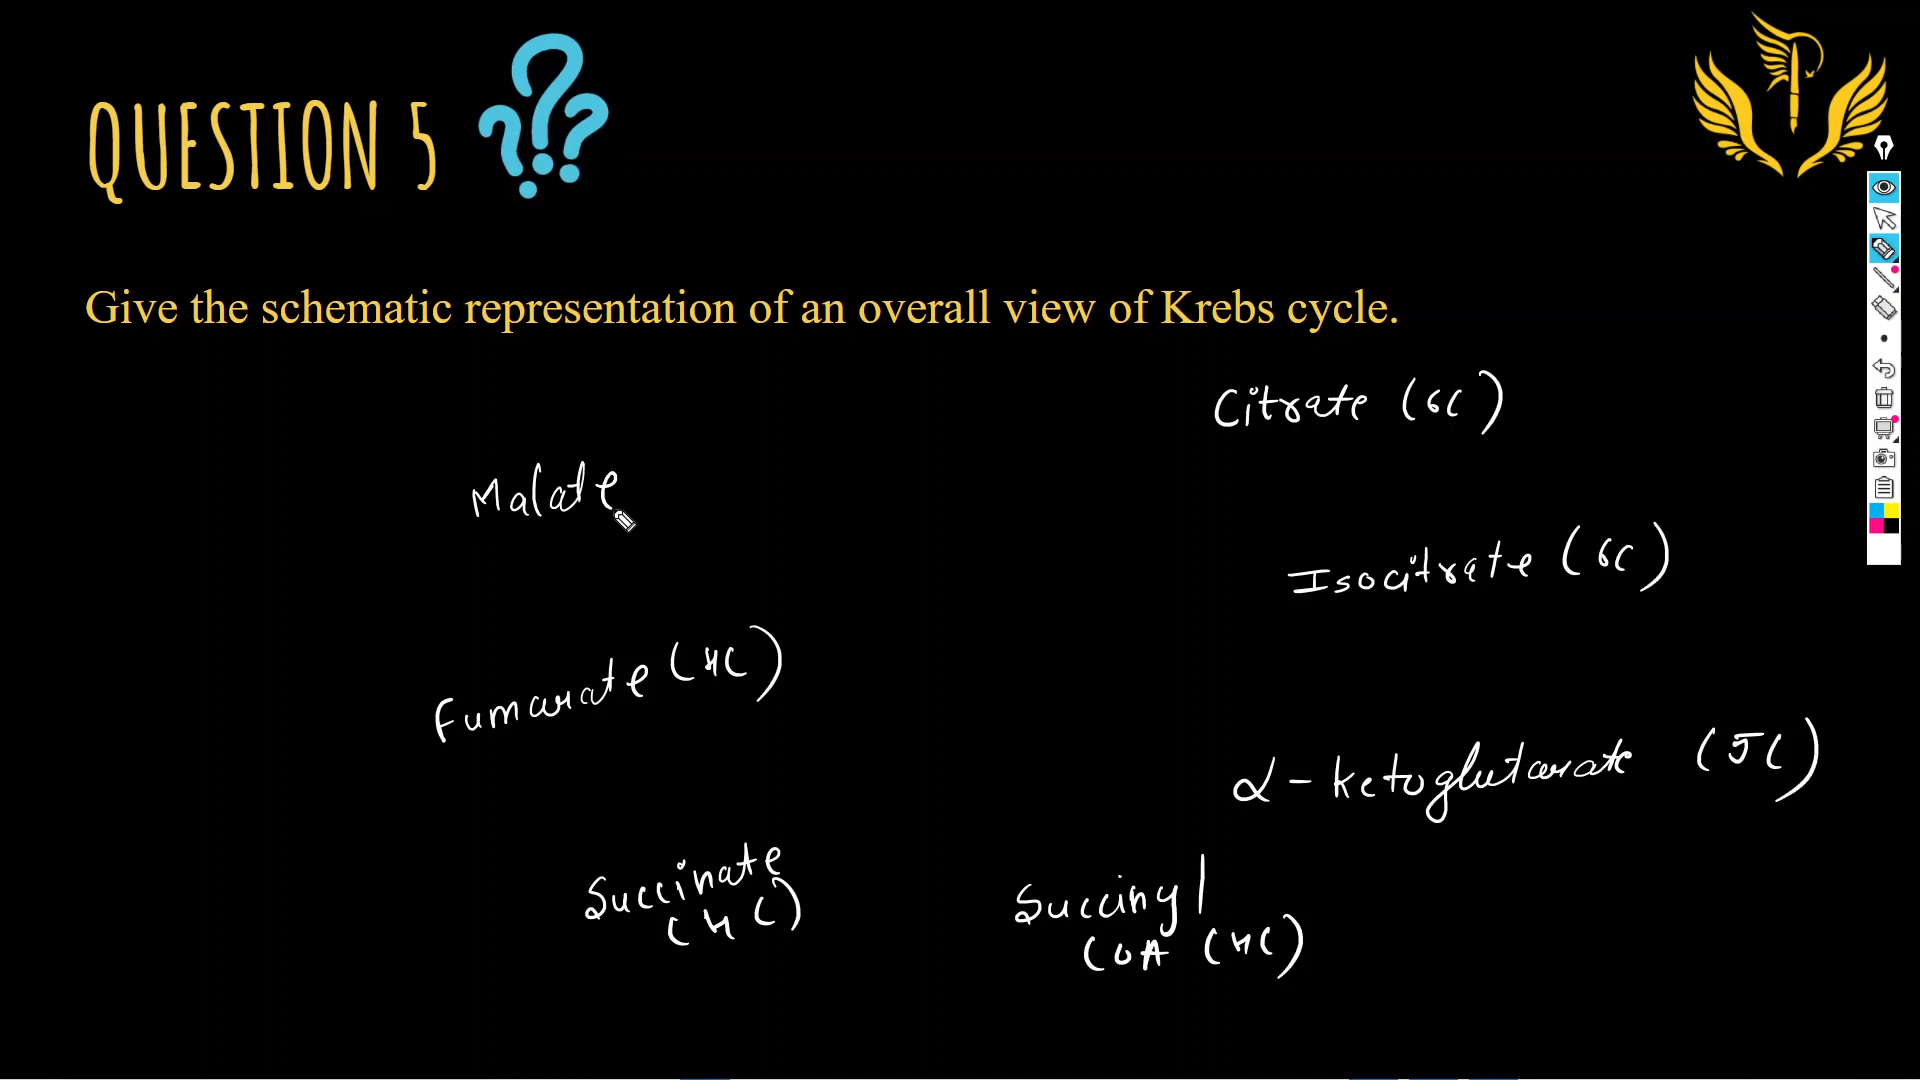 QUESTION 5
Give the schematic representation of an overall view of Krebs cycle.
Citrate (6C)
Malate
Isocitrate (6C)
Fumarate (4C)
α-ketoglutarate (5C)
Succinate
(4C)
Succinyl
COA (4C)